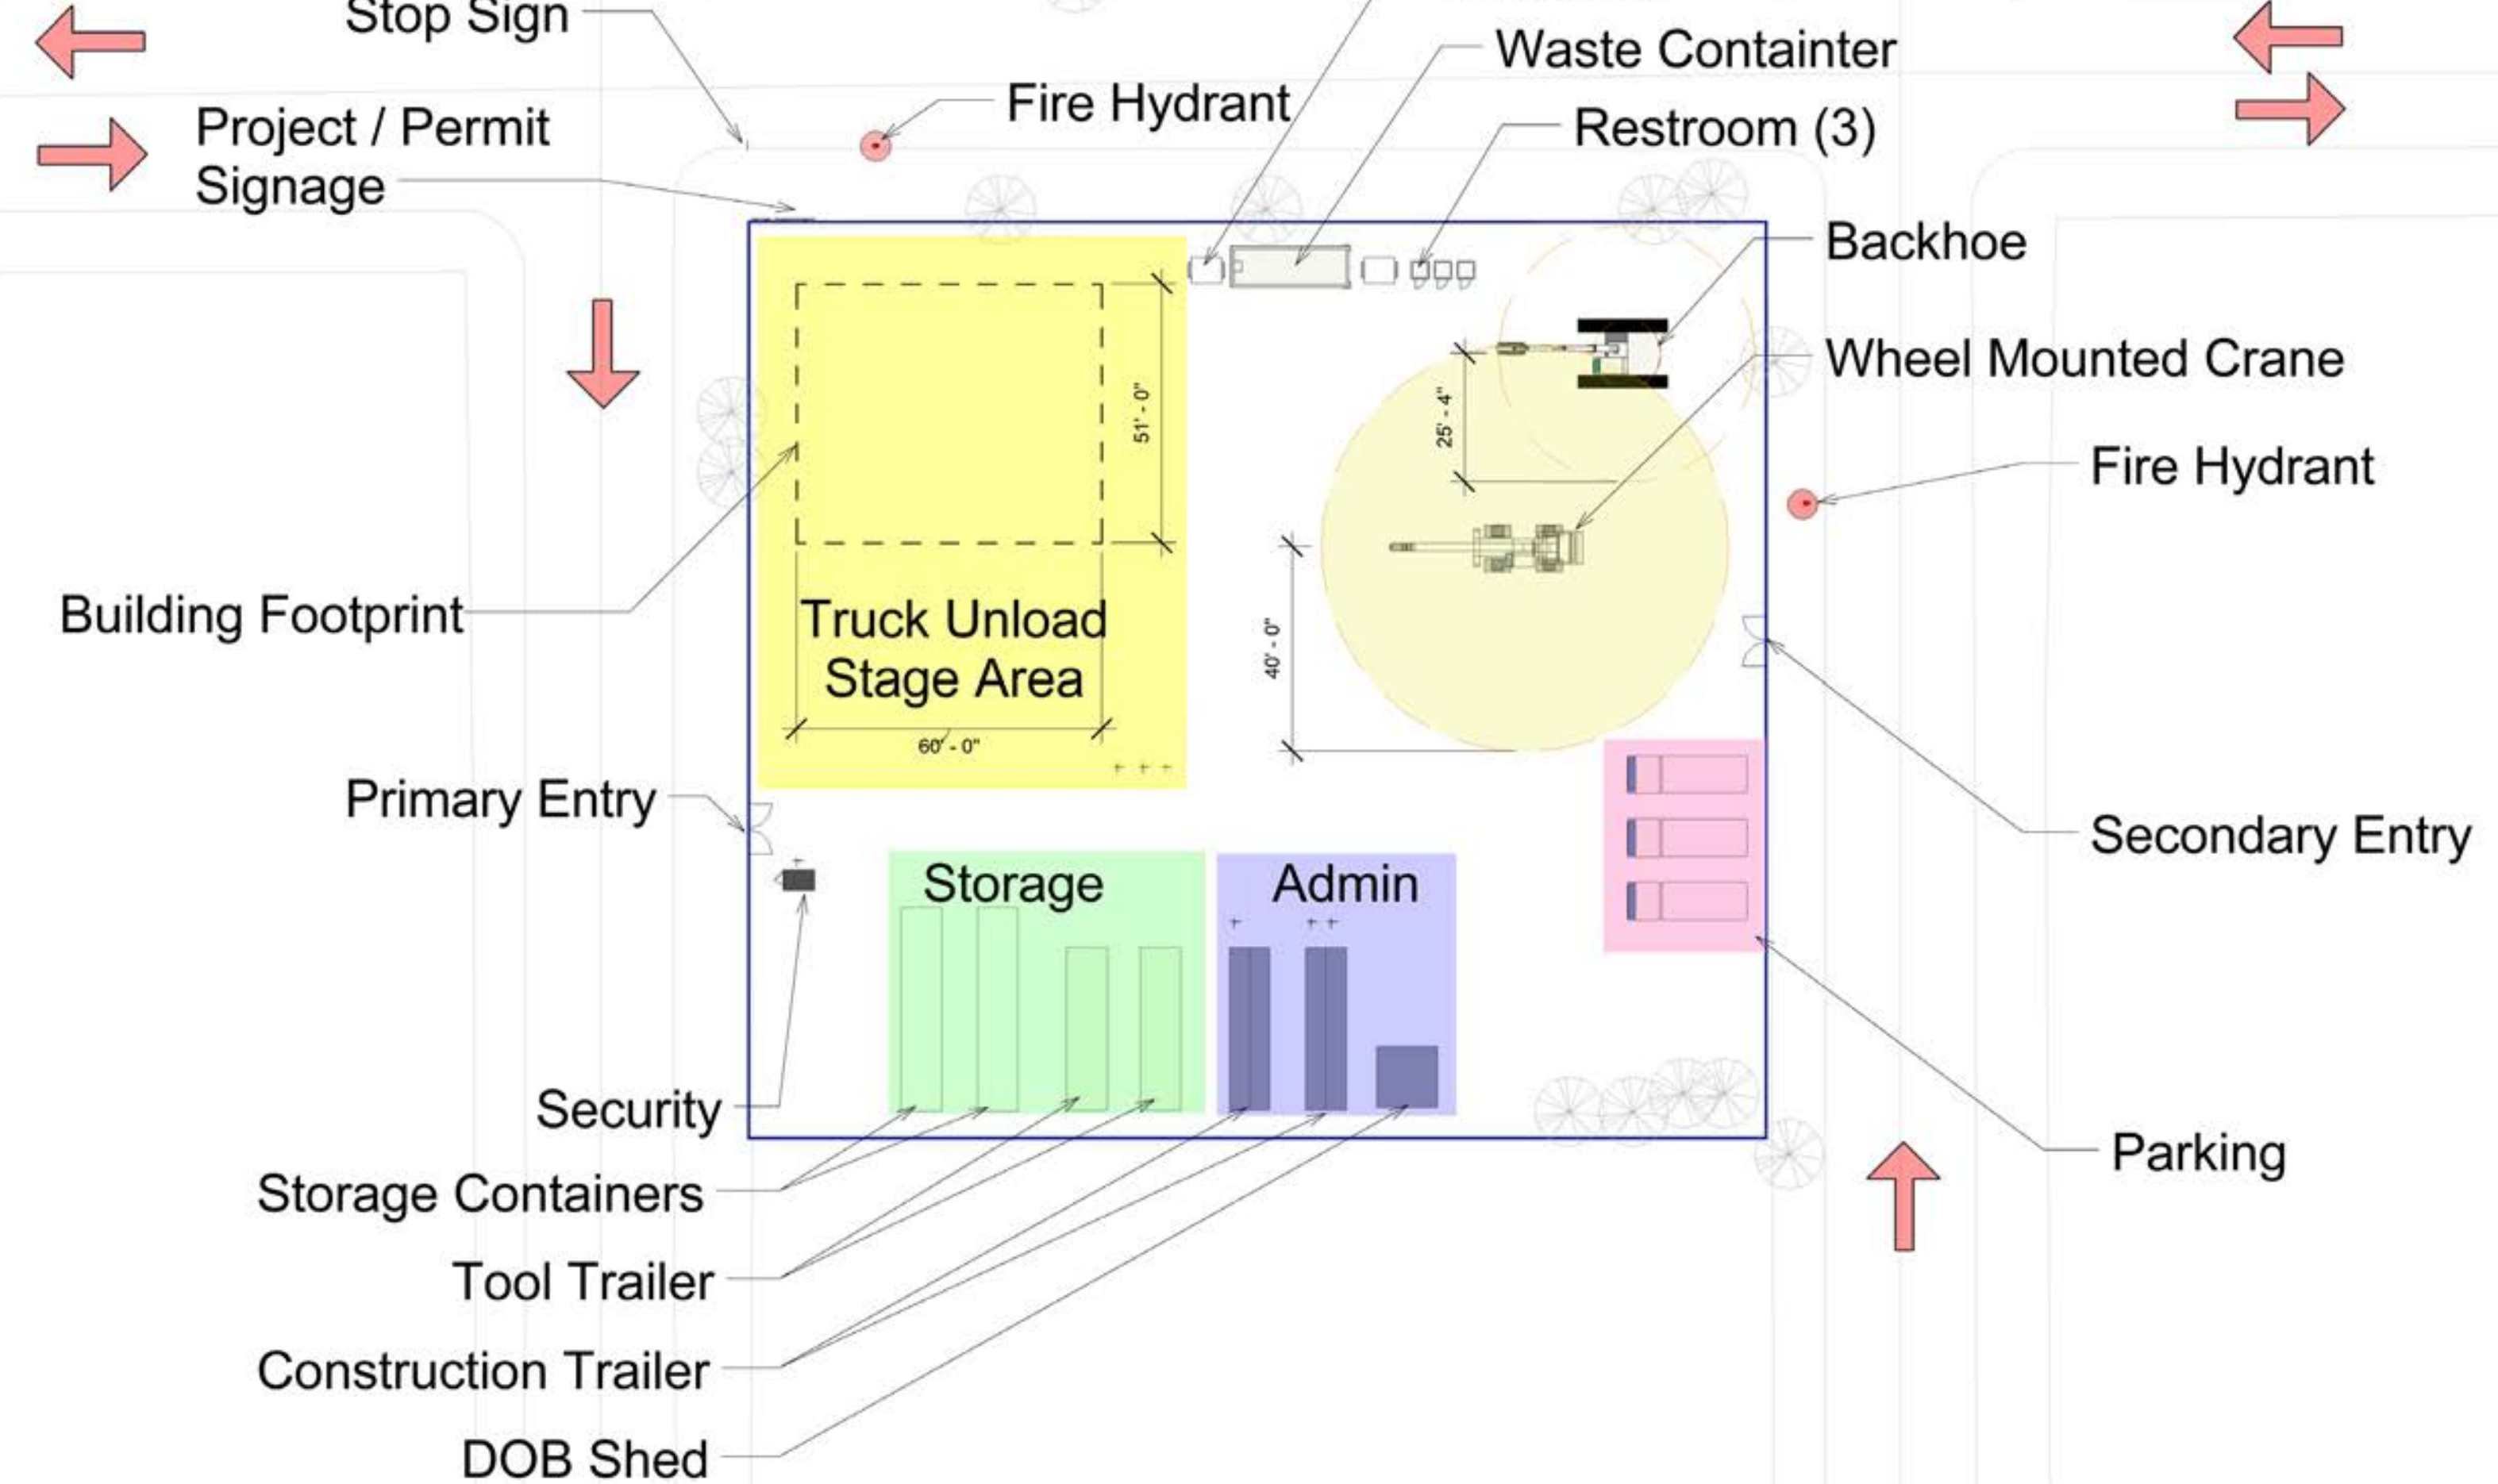 Stop Sign
Waste Containter
Fire Hydrant
Project / Permit
Signage
Restroom (3)
Backhoe
Wheel Mounted Crane
51' - 0"
25' - 4"
Fire Hydrant
Building Footprint
Truck Unload
Stage Area
40' - 0"
60' - 0"
Primary Entry
Secondary Entry
Storage
Admin
Security
Parking
Storage Containers
Tool Trailer
Construction Trailer
DOB Shed